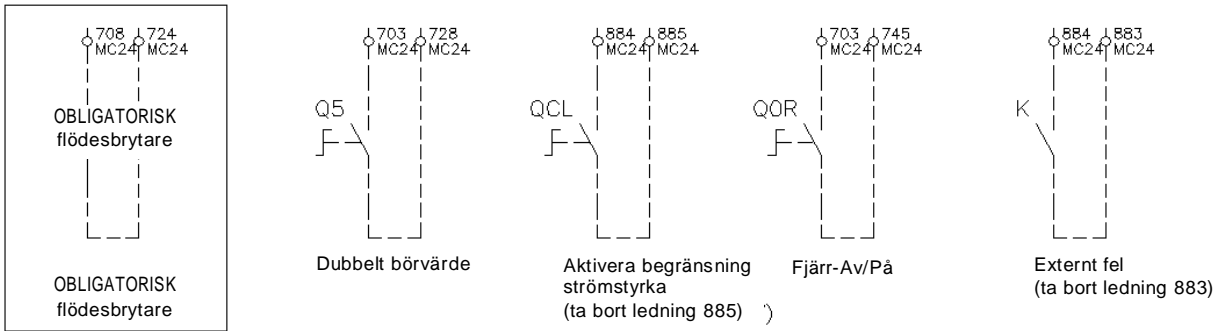 708 724
MC24 MC24
OBLIGATORISK
flödesbrytare
OBLIGATORISK
flödesbrytare
703 728
MC24 MC24
Q5
Dubbelt börvärde
884 885
MC24 MC24
QCL
Aktivera begränsning
strömstyrka
(ta bort ledning 885) )
703 745
MC24 MC24
QOR
Fjärr-Av/På
884 883
MC24 MC24
K
Externt fel
(ta bort ledning 883)